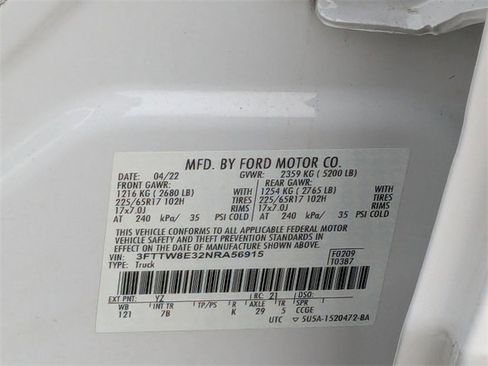 MFD. BY FORD MOTOR CO.
DATE: 04/22 GVWR: 2359 KG ( 5200 LB)
FRONT GAWR: REAR GAWR:
1216 KG ( 2680 LB) WITH 1254 KG ( 2765 LB) WITH
225/65R17 102H TIRES 225/65R17 102H TIRES
17x7.0J RIMS 17x7.0J RIMS
AT 240 kPa/ 35 PSI COLD AT 240 kPa/ 35 PSI COLD
THIS VEHICLE CONFORMS TO ALL APPLICABLE FEDERAL MOTOR
VEHICLE SAFETY AND THEFT PREVENTION STANDARDS IN
EFFECT ON THE DATE OF MANUFACTURE SHOWN ABOVE.
VIN: 3FTTW8E32NRA56915 F0209
TYPE: Truck T0387
EXT PNT: YZ RC: 21
WB INT TR TP/PS R AXLE TR SPR
121 7B K 29 5 CCGE
UTC 5U5A-1520472-BA